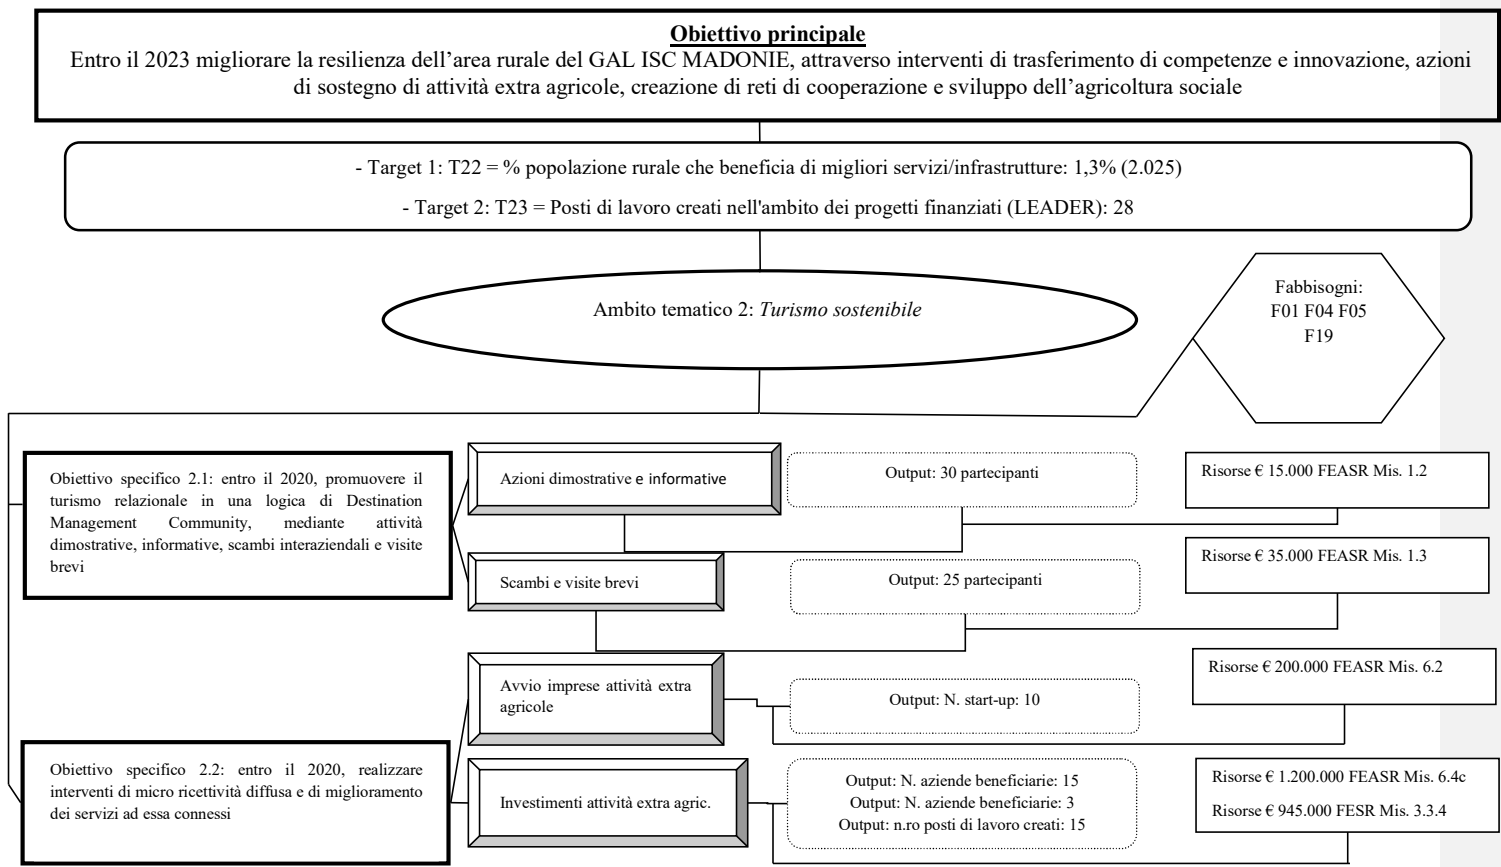 Obiettivo principale
Entro il 2023 migliorare la resilienza dell’area rurale del GAL ISC MADONIE, attraverso interventi di trasferimento di competenze e innovazione, azioni
di sostegno di attività extra agricole, creazione di reti di cooperazione e sviluppo dell’agricoltura sociale
- Target 1: T22 = % popolazione rurale che beneficia di migliori servizi/infrastrutture: 1,3% (2.025)
- Target 2: T23 = Posti di lavoro creati nell'ambito dei progetti finanziati (LEADER): 28
Ambito tematico 2: Turismo sostenibile
Fabbisogni:
F01 F04 F05
F19
Obiettivo specifico 2.1: entro il 2020, promuovere il
turismo relazionale in una logica di Destination
Management Community, mediante attività
dimostrative, informative, scambi interaziendali e visite
brevi
Azioni dimostrative e informative
Output: 30 partecipanti
Risorse € 15.000 FEASR Mis. 1.2
Scambi e visite brevi
Output: 25 partecipanti
Risorse € 35.000 FEASR Mis. 1.3
Avvio imprese attività extra
agricole
Output: N. start-up: 10
Risorse € 200.000 FEASR Mis. 6.2
Obiettivo specifico 2.2: entro il 2020, realizzare
interventi di micro ricettività diffusa e di miglioramento
dei servizi ad essa connessi
Investimenti attività extra agric.
Output: N. aziende beneficiarie: 15
Output: N. aziende beneficiarie: 3
Output: n.ro posti di lavoro creati: 15
Risorse € 1.200.000 FEASR Mis. 6.4c
Risorse € 945.000 FESR Mis. 3.3.4